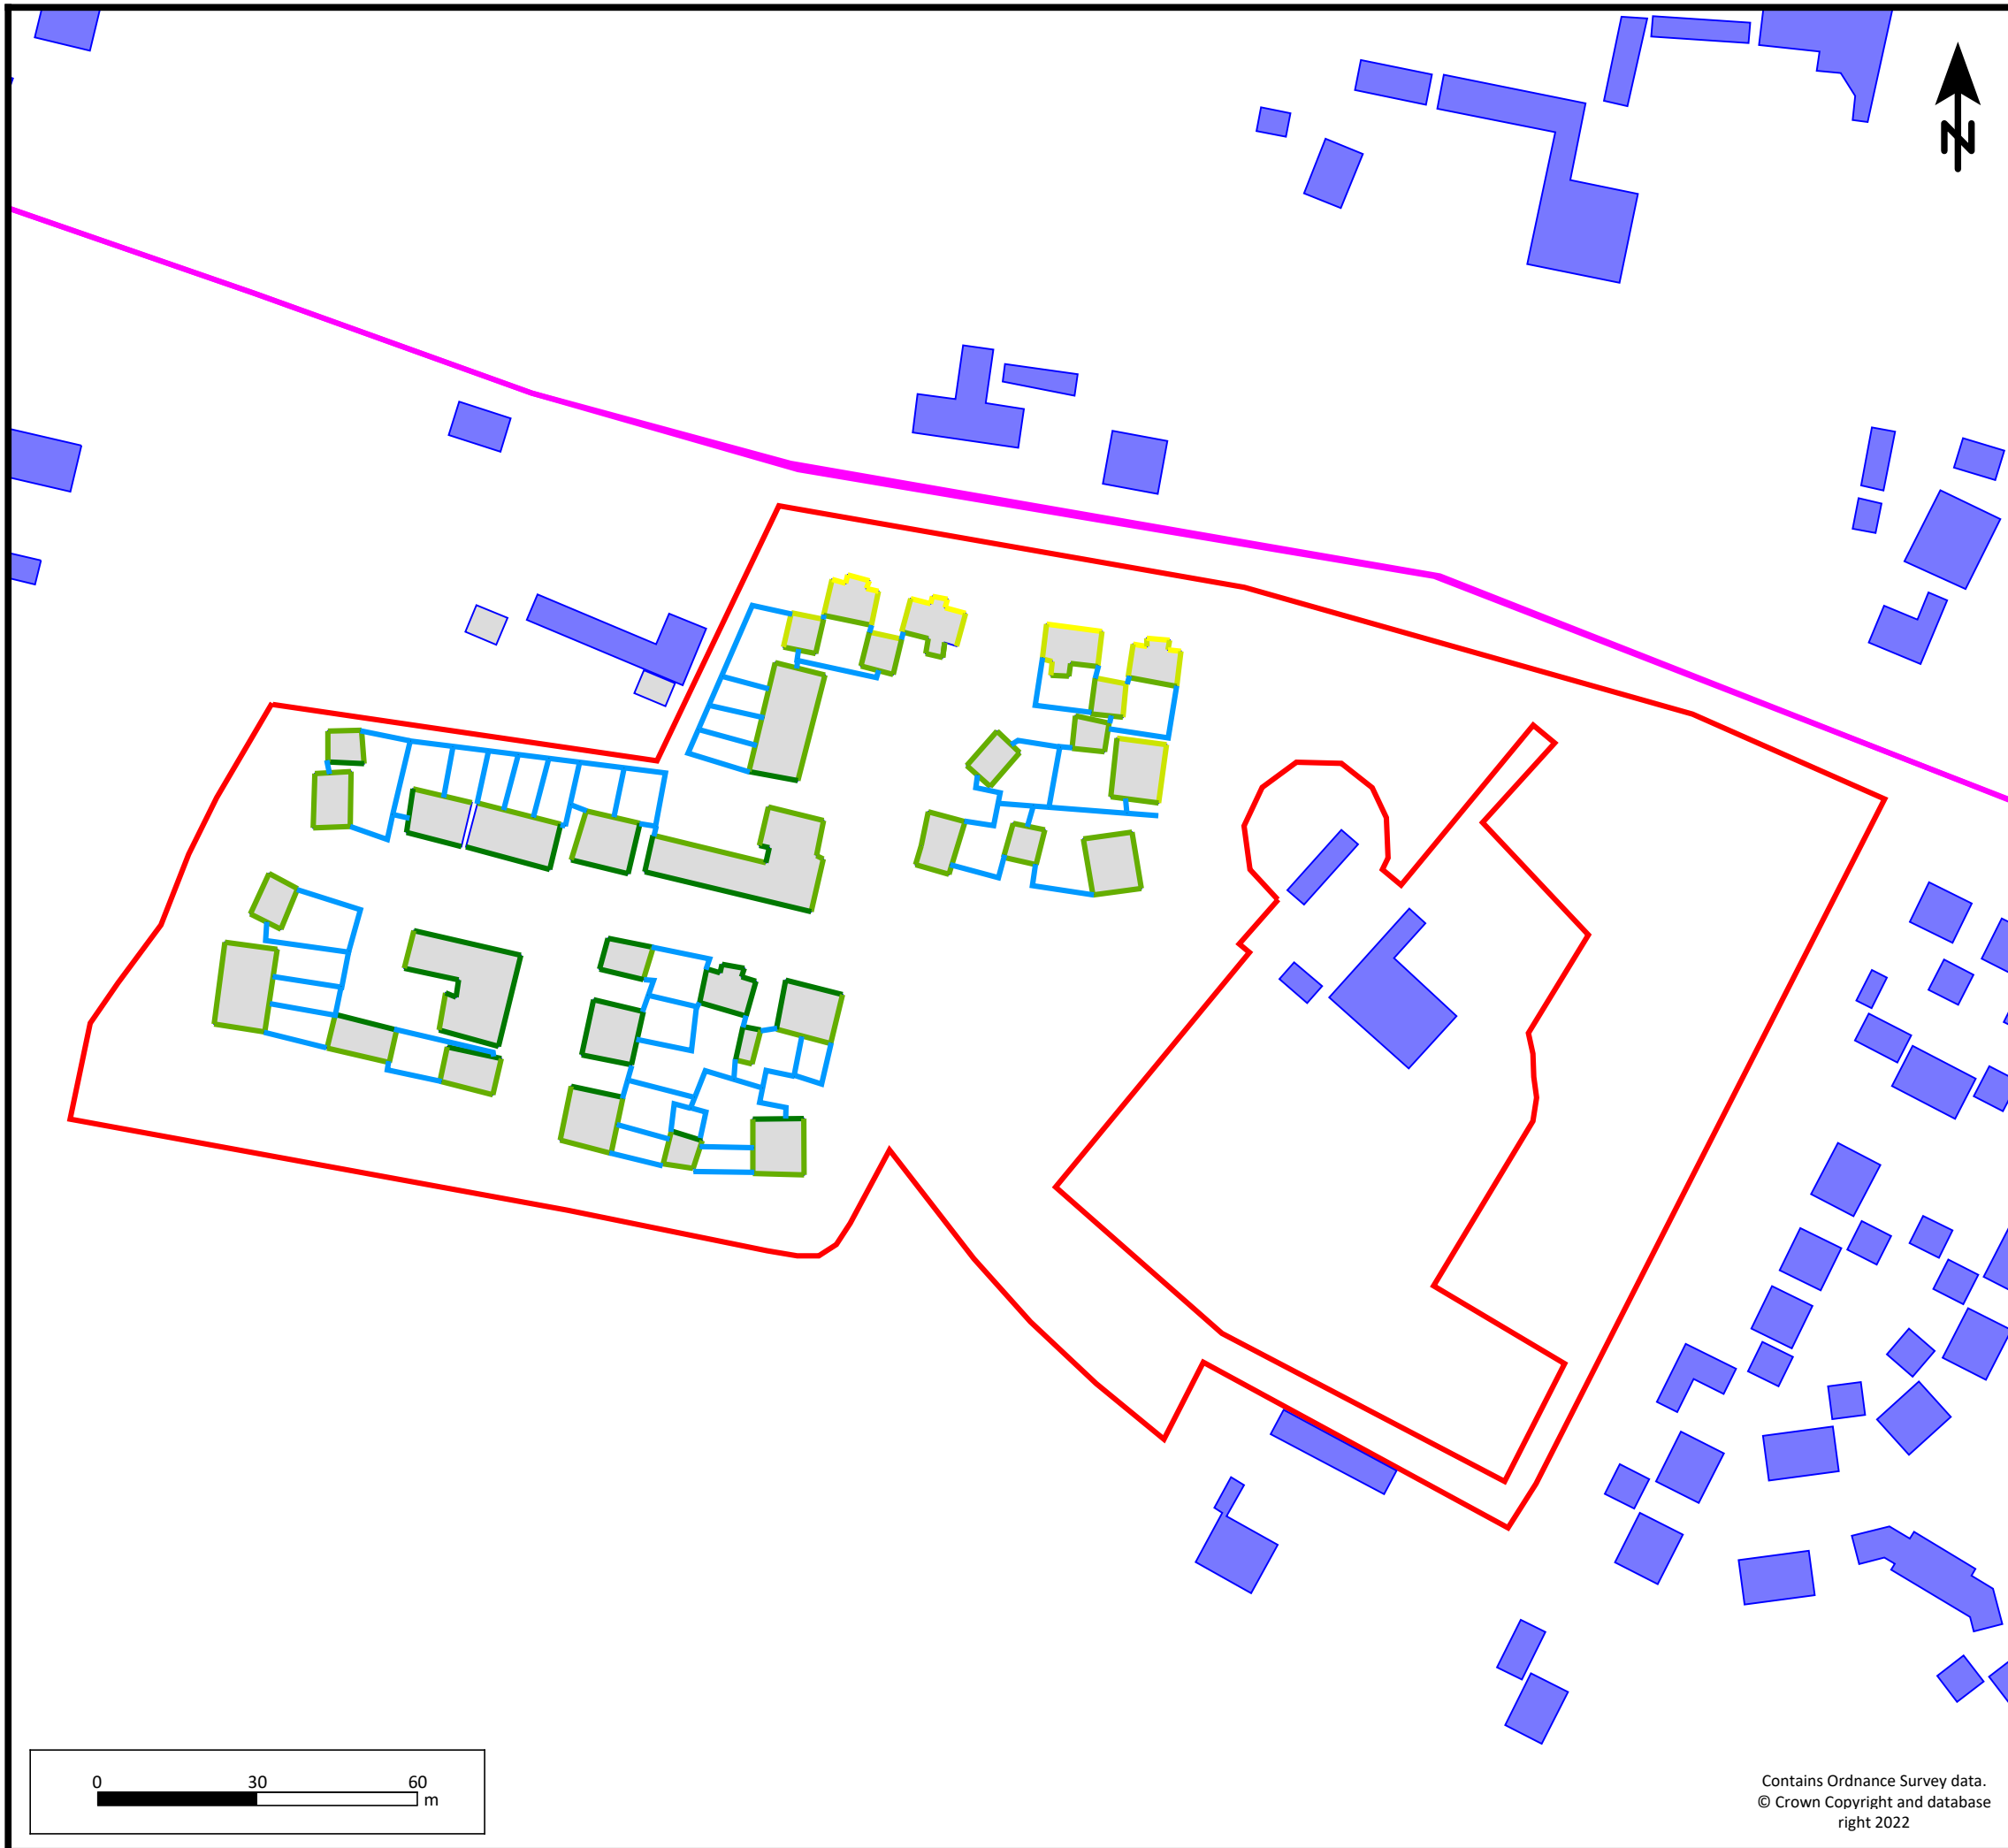 N
0 30 60
m
Contains Ordnance Survey data.
© Crown Copyright and database
right 2022